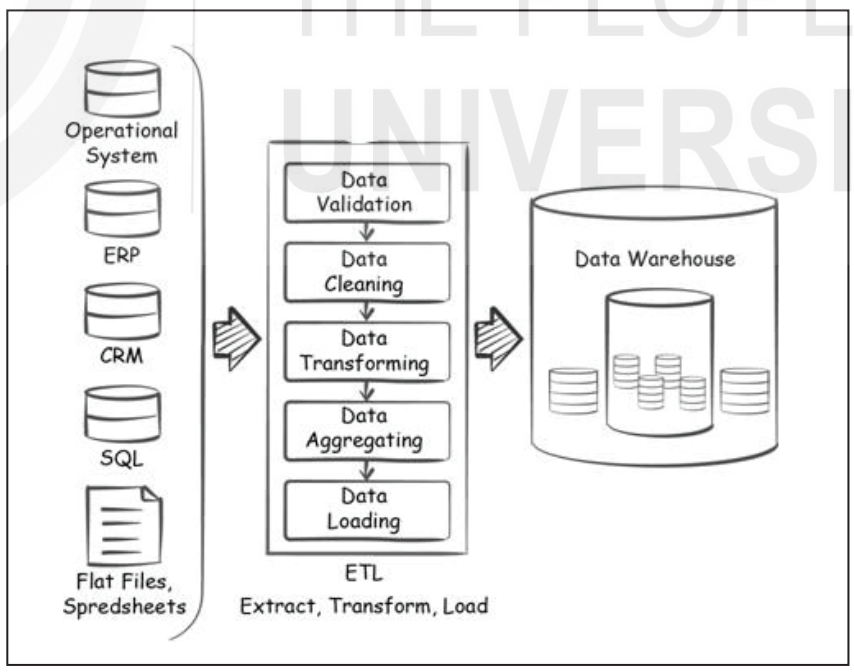 THE PEOPLE
UNIVERSI
Operational
System
ERP
CRM
SQL
Flat Files,
Spredsheets
Data
Validation
Data
Cleaning
Data
Transforming
Data
Aggregating
Data
Loading
ETL
Extract, Transform, Load
Data Warehouse